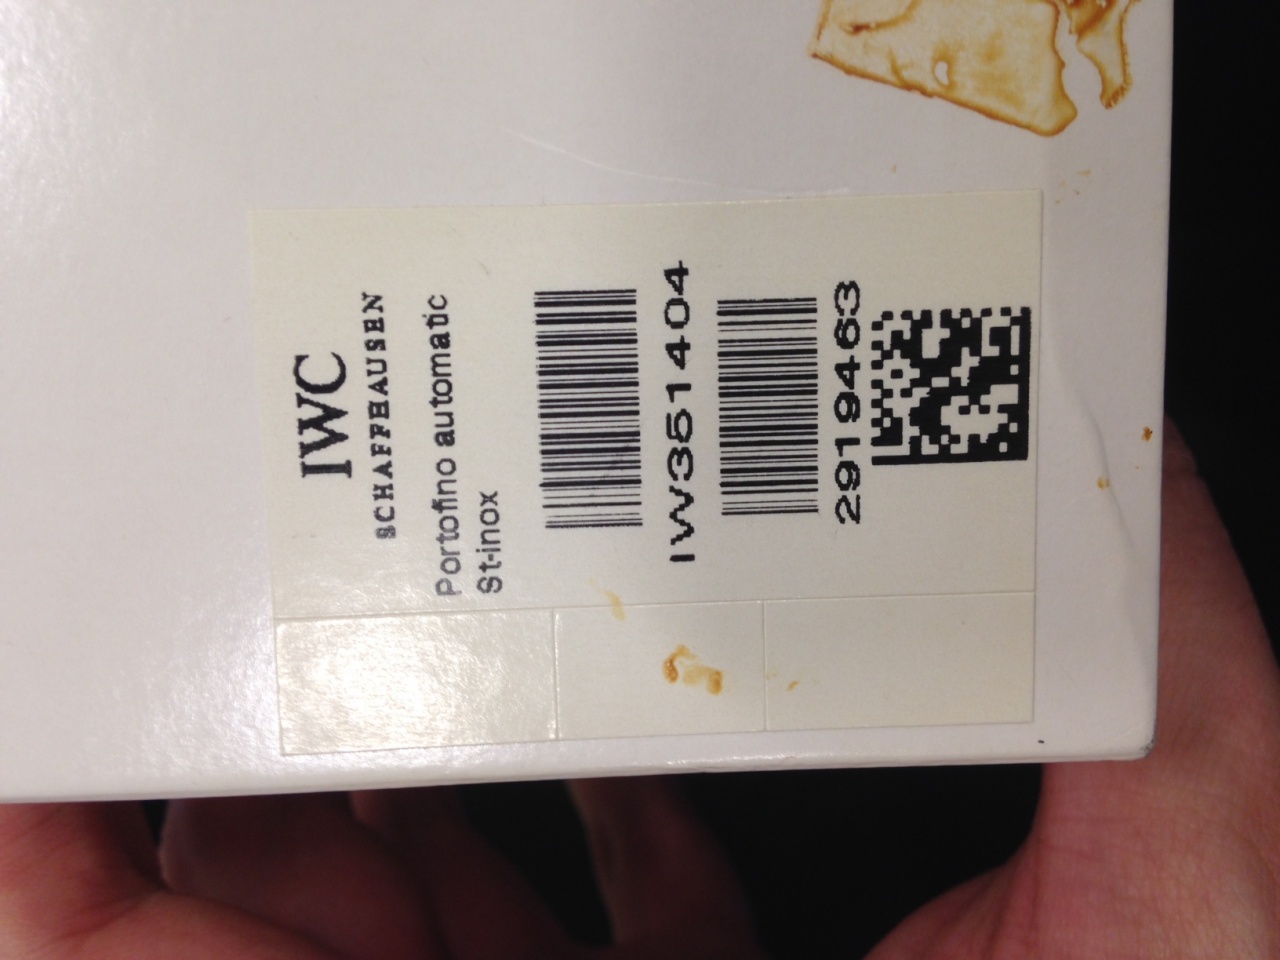 IWC
SCHAFFHAUSEN
Portofino automatic
St-inox
IW351404
2919463